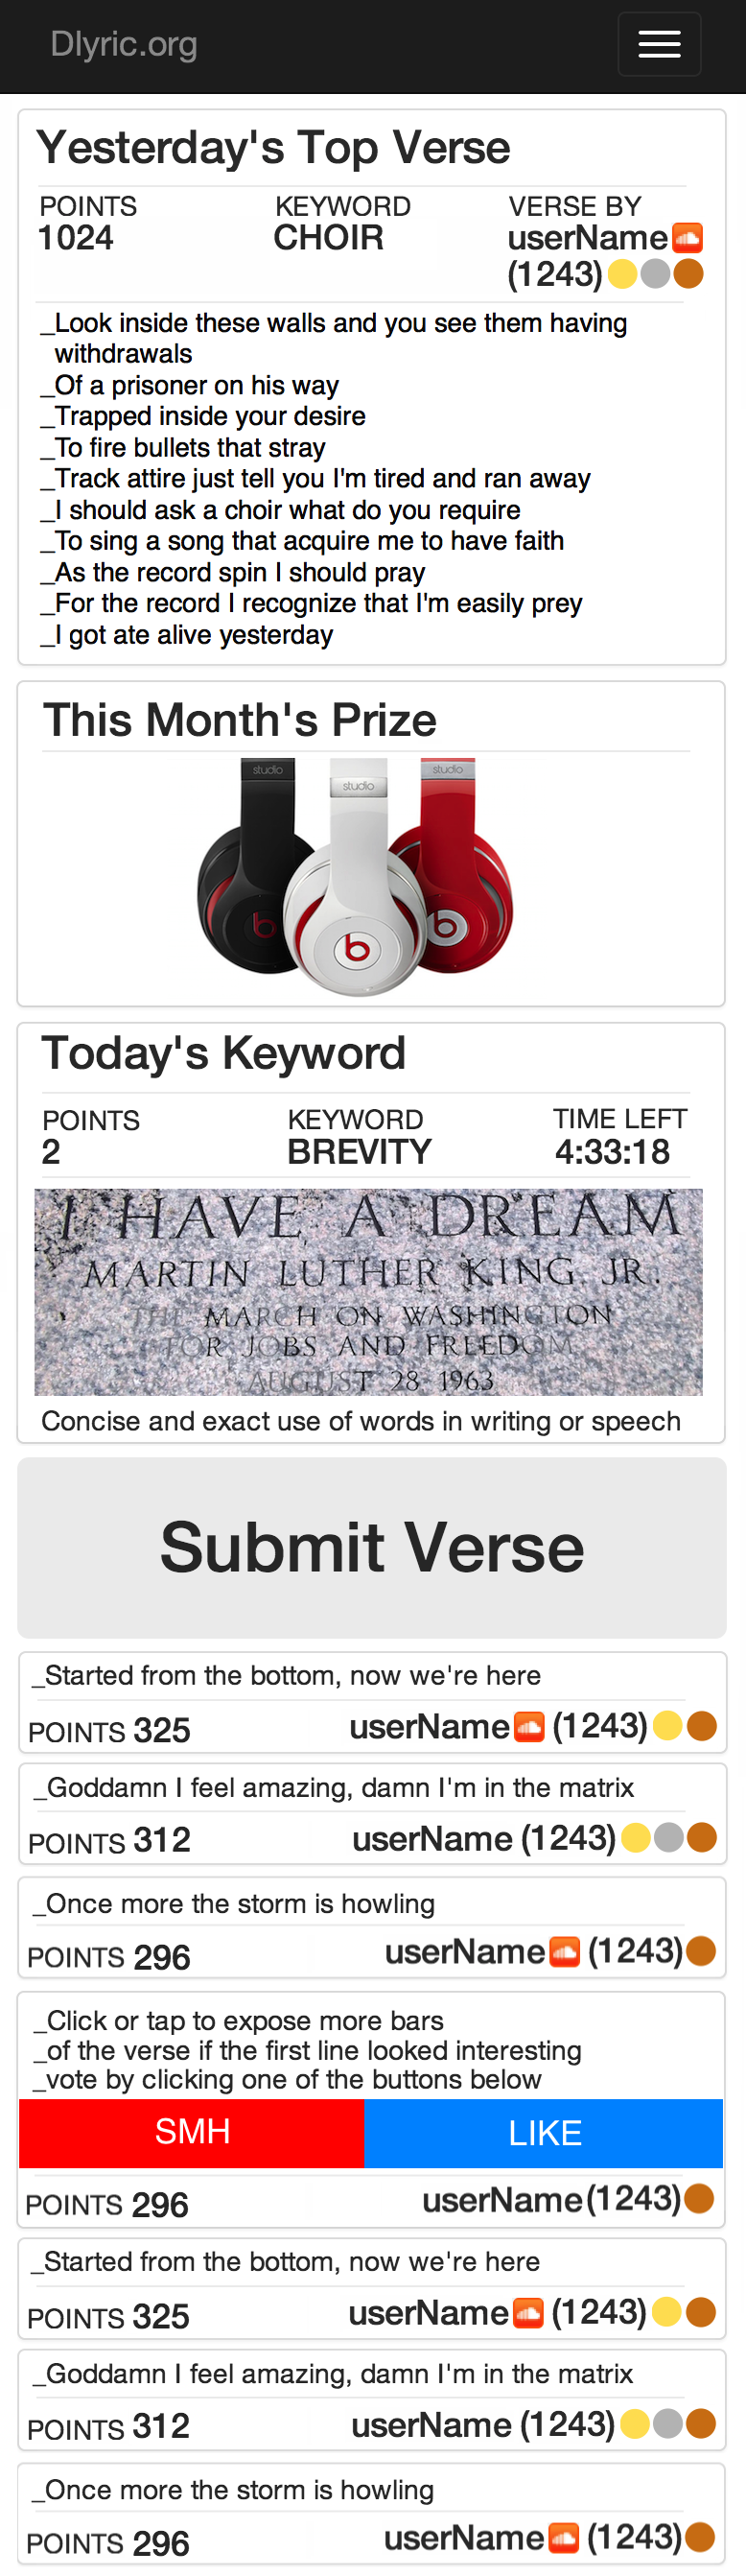 Dlyric.org
Yesterday's Top Verse
POINTS KEYWORD VERSE BY
1024 CHOIR userName
(1243)
_Look inside these walls and you see them having
withdrawals
_Of a prisoner on his way
_Trapped inside your desire
_To fire bullets that stray
_Track attire just tell you I'm tired and ran away
_I should ask a choir what do you require
_To sing a song that acquire me to have faith
_As the record spin I should pray
_For the record I recognize that I'm easily prey
_I got ate alive yesterday
This Month's Prize
studio studio studio
b b b
Today's Keyword
POINTS KEYWORD TIME LEFT
2 BREVITY 4:33:18
I HAVE A DREAM
MARTIN LUTHER KING, JR.
THE MARCH ON WASHINGTON
FOR JOBS AND FREEDOM
AUGUST 28 1963
Concise and exact use of words in writing or speech
Submit Verse
_Started from the bottom, now we're here
POINTS 325 userName (1243)
_Goddamn I feel amazing, damn I'm in the matrix
POINTS 312 userName (1243)
_Once more the storm is howling
POINTS 296 userName (1243)
_Click or tap to expose more bars
_of the verse if the first line looked interesting
_vote by clicking one of the buttons below
SMH LIKE
POINTS 296 userName (1243)
_Started from the bottom, now we're here
POINTS 325 userName (1243)
_Goddamn I feel amazing, damn I'm in the matrix
POINTS 312 userName (1243)
_Once more the storm is howling
POINTS 296 userName (1243)